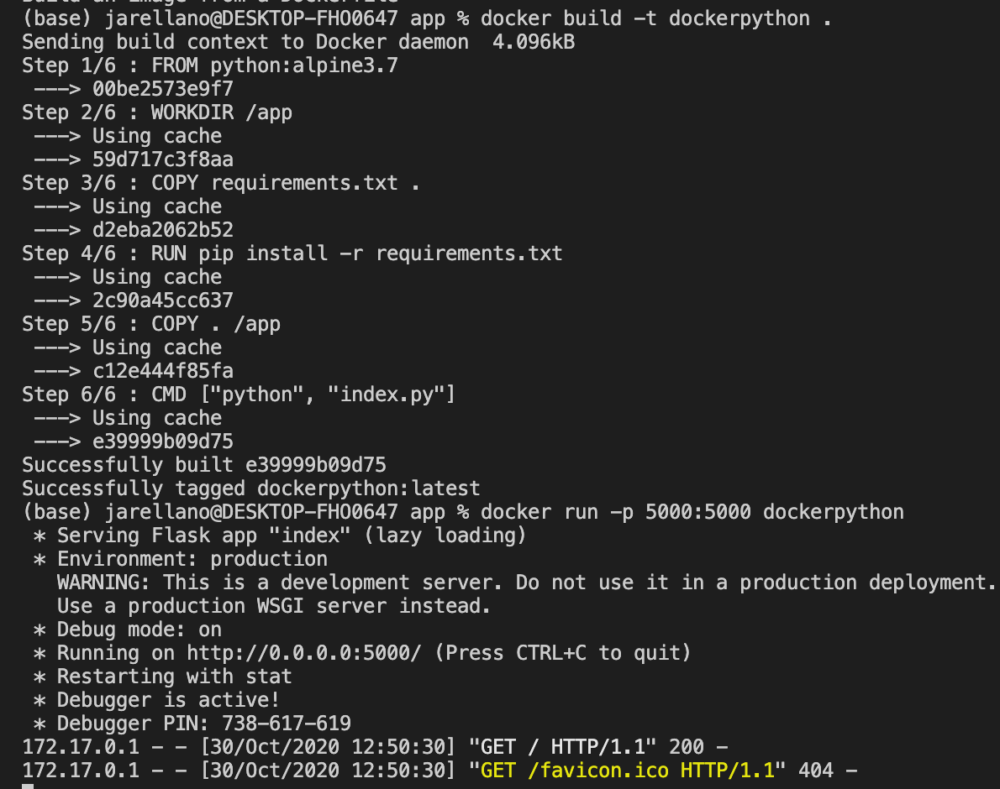 Build an image from a Dockerfile
(base) jarellano@DESKTOP-FHO0647 app % docker build -t dockerpython .
Sending build context to Docker daemon  4.096kB
Step 1/6 : FROM python:alpine3.7
 ---> 00be2573e9f7
Step 2/6 : WORKDIR /app
 ---> Using cache
 ---> 59d717c3f8aa
Step 3/6 : COPY requirements.txt .
 ---> Using cache
 ---> d2eba2062b52
Step 4/6 : RUN pip install -r requirements.txt
 ---> Using cache
 ---> 2c90a45cc637
Step 5/6 : COPY . /app
 ---> Using cache
 ---> c12e444f85fa
Step 6/6 : CMD ["python", "index.py"]
 ---> Using cache
 ---> e39999b09d75
Successfully built e39999b09d75
Successfully tagged dockerpython:latest
(base) jarellano@DESKTOP-FHO0647 app % docker run -p 5000:5000 dockerpython
 * Serving Flask app "index" (lazy loading)
 * Environment: production
   WARNING: This is a development server. Do not use it in a production deployment.
   Use a production WSGI server instead.
 * Debug mode: on
 * Running on http://0.0.0.0:5000/ (Press CTRL+C to quit)
 * Restarting with stat
 * Debugger is active!
 * Debugger PIN: 738-617-619
172.17.0.1 - - [30/Oct/2020 12:50:30] "GET / HTTP/1.1" 200 -
172.17.0.1 - - [30/Oct/2020 12:50:30] "GET /favicon.ico HTTP/1.1" 404 -